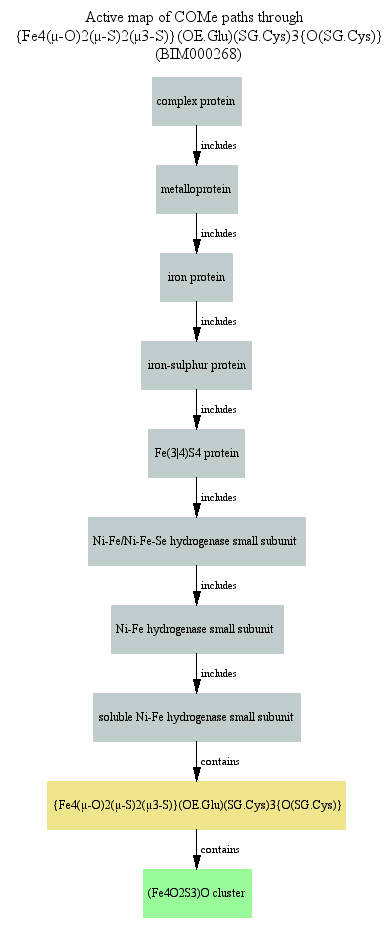 Active map of COMe paths through
{Fe4(μ-O)2(μ-S)2(μ3-S)}(OE.Glu)(SG.Cys)3{O(SG.Cys)}
(BIM000268)
complex protein
includes
metalloprotein
includes
iron protein
includes
iron-sulphur protein
includes
Fe(3|4)S4 protein
includes
Ni-Fe/Ni-Fe-Se hydrogenase small subunit
includes
Ni-Fe hydrogenase small subunit
includes
soluble Ni-Fe hydrogenase small subunit
contains
{Fe4(μ-O)2(μ-S)2(μ3-S)}(OE.Glu)(SG.Cys)3{O(SG.Cys)}
contains
(Fe4O2S3)O cluster